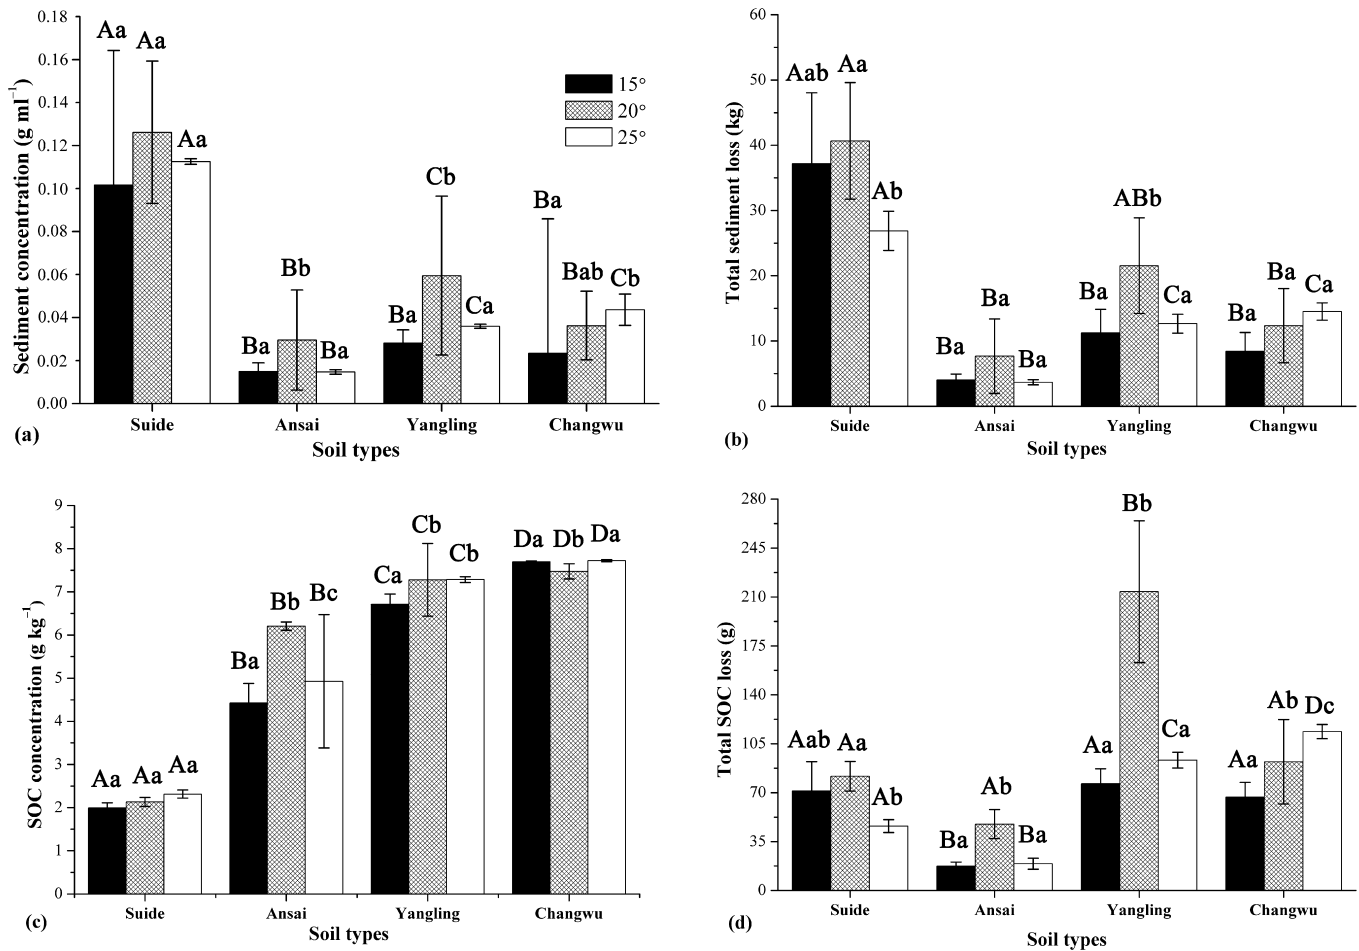 0.18
0.16
0.14
0.12
0.10
0.08
0.06
0.04
0.02
0.00
Sediment concentration (g ml⁻¹)
Aa Aa Aa
Ba Bb Ba
Ba Cb Ca
Ba Bab Cb
15°
20°
25°
Suide Ansai Yangling Changwu
(a)
Soil types
60
50
40
30
20
10
0
Total sediment loss (kg)
Aab Aa Ab
Ba Ba Ba
Ba ABb Ca
Ba Ba Ca
Suide Ansai Yangling Changwu
(b)
Soil types
9
8
7
6
5
4
3
2
1
0
SOC concentration (g kg⁻¹)
Aa Aa Aa
Ba Bb Bc
Ca Cb Cb
Da Db Da
Suide Ansai Yangling Changwu
(c)
Soil types
280
245
210
175
140
105
70
35
0
Total SOC loss (g)
Aab Aa Ab
Ba Ab Ba
Aa Bb Ca
Aa Ab Dc
Suide Ansai Yangling Changwu
(d)
Soil types